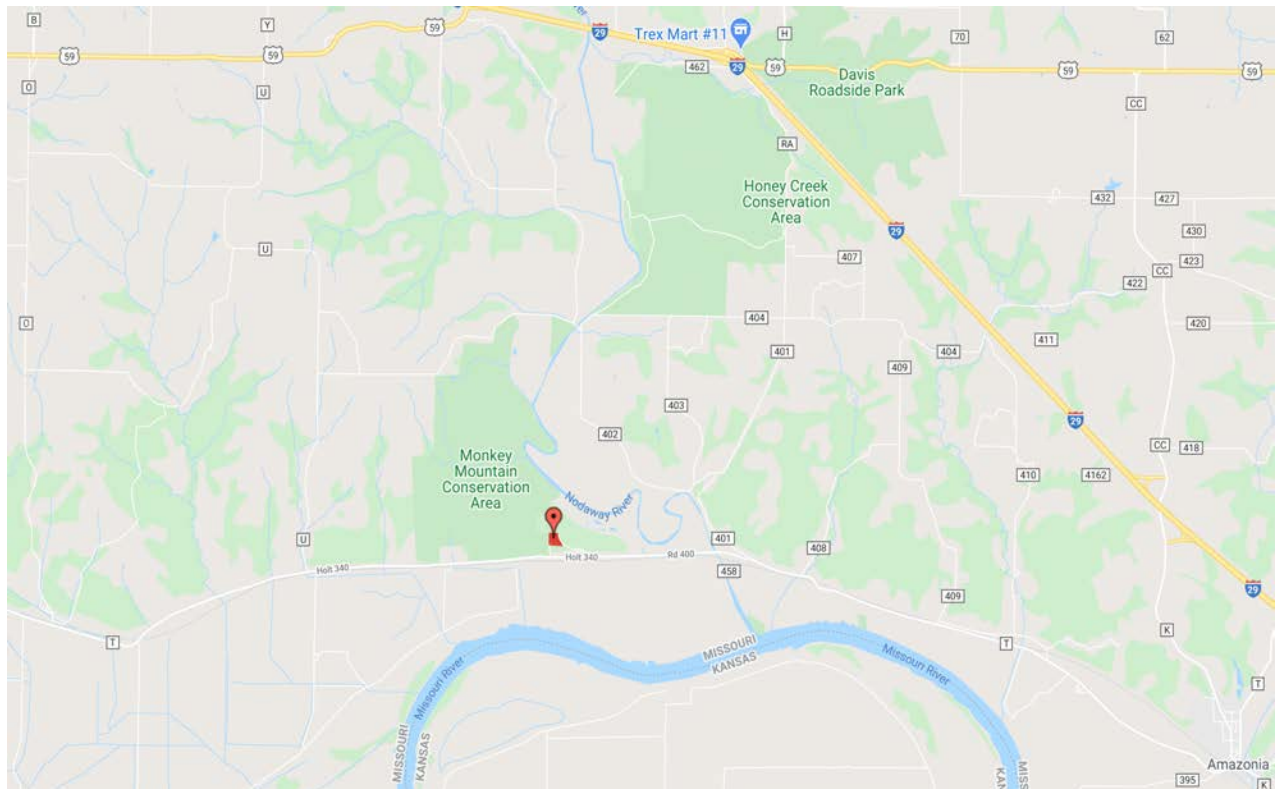 B
Y
59
29
H
70
62
Trex Mart #11
59
59
O
U
462
29
59
59
59
Davis
Roadside Park
CC
RA
Honey Creek
Conservation
Area
432
427
29
430
U
407
423
CC
422
O
404
420
411
401
404
409
403
29
402
CC
418
Monkey
Mountain
Conservation
Area
410
4162
Nodaway River
U
401
408
Holt 340
Rd 400
Holt 340
458
29
409
T
T
K
MISSOURI
KANSAS
Missouri River
Missouri River
T
MISSOURI
KANSAS
KAN
Amazonia
395
K